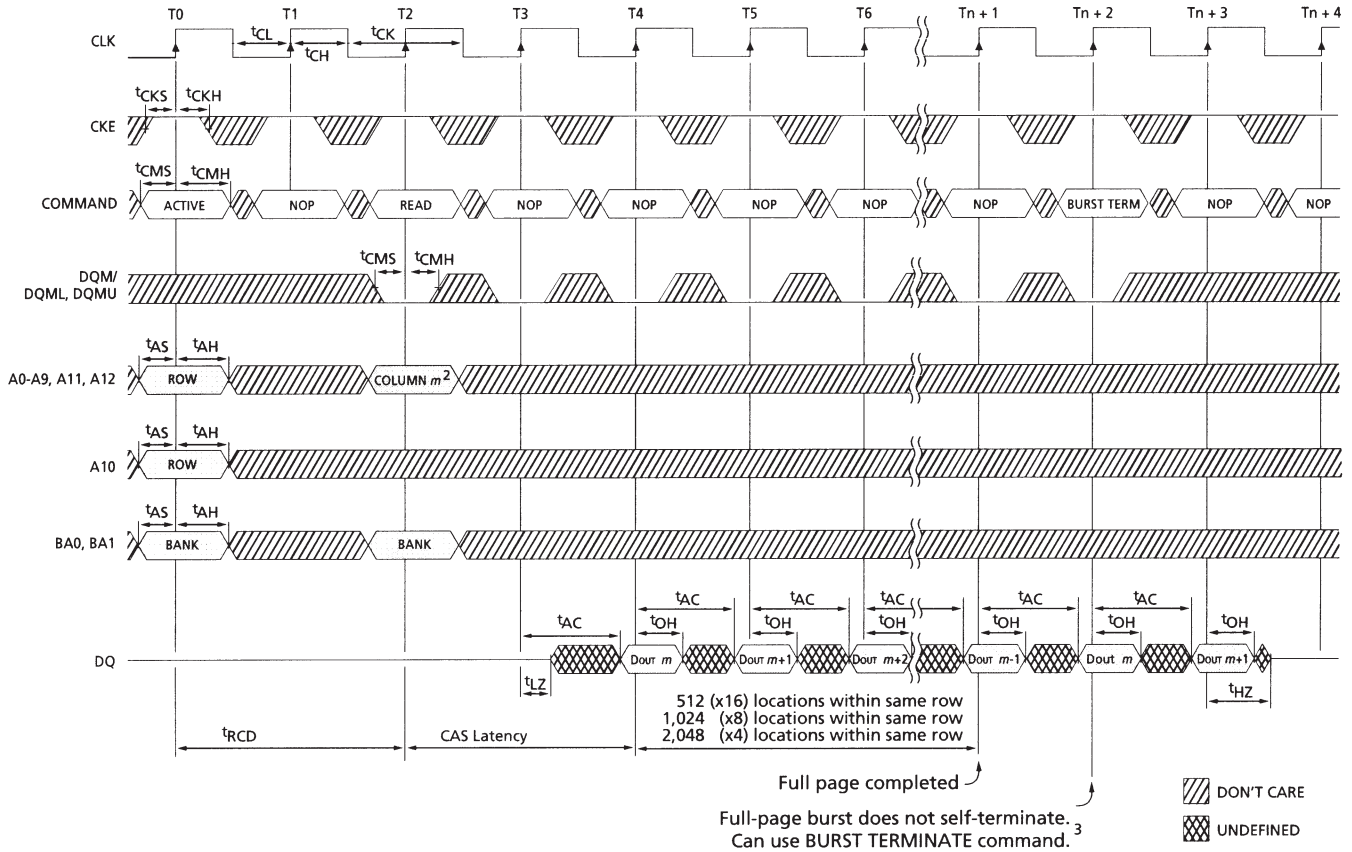 T0 T1 T2 T3 T4 T5 T6 Tn + 1 Tn + 2 Tn + 3 Tn + 4
CLK tCL tCH tCK
tCKS tCKH
CKE
tCMS tCMH
COMMAND ACTIVE NOP READ NOP NOP NOP NOP NOP BURST TERM NOP NOP
tCMS tCMH
DQM/
DQML, DQMU
tAS tAH
A0-A9, A11, A12 ROW COLUMN m 2
tAS tAH
A10 ROW
tAS tAH
BA0, BA1 BANK BANK
tAC tAC tAC tAC tAC tAC
tOH tOH tOH tOH tOH tOH
DQ DOUT m DOUT m+1 DOUT m+2 DOUT m-1 Dout m DOUT m+1
tLZ tHZ
512 (x16) locations within same row
1,024 (x8) locations within same row
2,048 (x4) locations within same row
tRCD CAS Latency
Full page completed
Full-page burst does not self-terminate.
Can use BURST TERMINATE command. 3
DON'T CARE
UNDEFINED